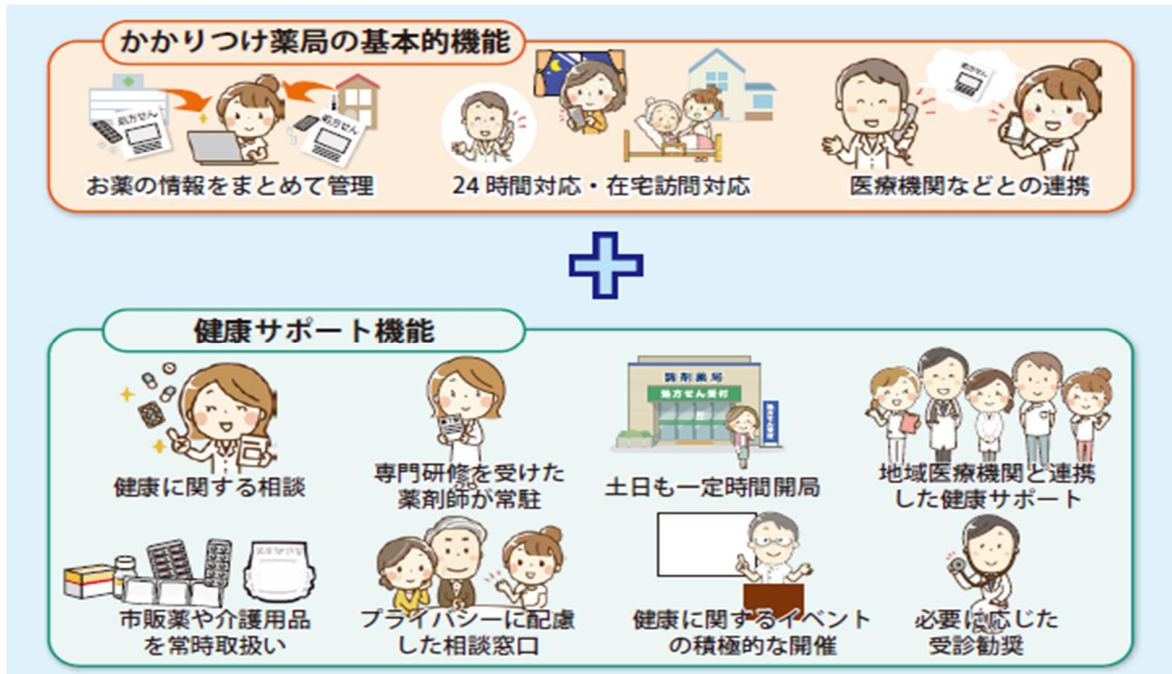 かかりつけ薬局の基本的機能
処方せん
処方せん
お薬の情報をまとめて管理
24時間対応・在宅訪問対応
医療機関などとの連携
健康サポート機能
調剤薬局
処方せん受付
健康に関する相談
専門研修を受けた
薬剤師が常駐
土日も一定時間開局
地域医療機関と連携
した健康サポート
市販薬や介護用品
を常時取扱い
プライバシーに配慮
した相談窓口
健康に関するイベント
の積極的な開催
必要に応じた
受診勧奨